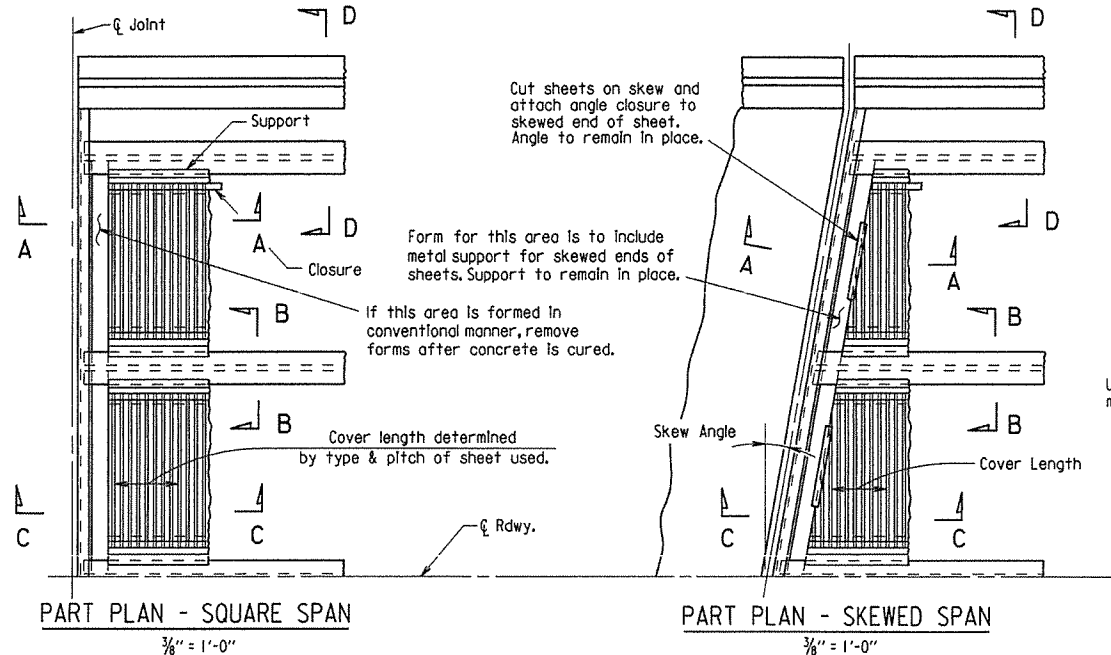 ℄ Joint
D
Support
A
A
D
Closure
If this area is formed in
conventional manner, remove
forms after concrete is cured.
B
B
Cover length determined
by type & pitch of sheet used.
C
C
℄ Rdwy.
PART PLAN - SQUARE SPAN
3/8" = 1'-0"
D
Cut sheets on skew and
attach angle closure to
skewed end of sheet.
Angle to remain in place.
D
A
A
Form for this area is to include
metal support for skewed ends of
sheets. Support to remain in place.
B
B
Skew Angle
Cover Length
C
C
PART PLAN - SKEWED SPAN
3/8" = 1'-0"